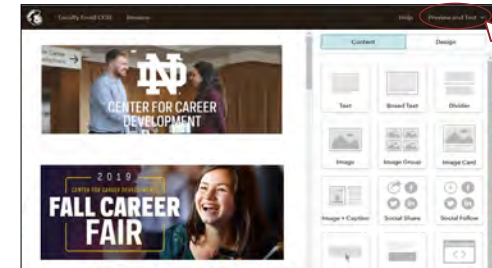 Faculty Email CCD
Help
Preview and Test
Content
Design
Text
Boxed Text
Divider
Image
Image Group
Image Card
Image + Caption
Social Share
Social Follow
ND
CENTER FOR CAREER
DEVELOPMENT
2019
CENTER FOR CAREER DEVELOPMENT
FALL CAREER
FAIR